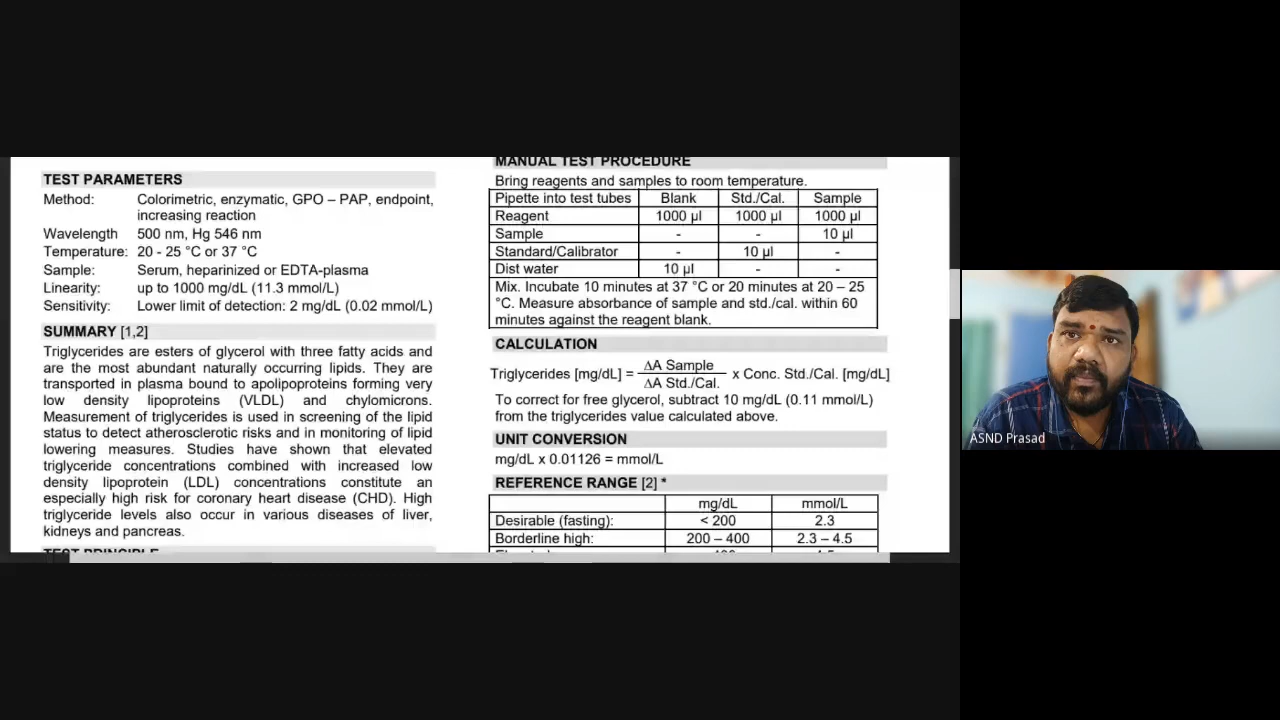 TEST PARAMETERS
Method: Colorimetric, enzymatic, GPO – PAP, endpoint,
increasing reaction
Wavelength 500 nm, Hg 546 nm
Temperature: 20 - 25 °C or 37 °C
Sample: Serum, heparinized or EDTA-plasma
Linearity: up to 1000 mg/dL (11.3 mmol/L)
Sensitivity: Lower limit of detection: 2 mg/dL (0.02 mmol/L)
SUMMARY [1,2]
Triglycerides are esters of glycerol with three fatty acids and
are the most abundant naturally occurring lipids. They are
transported in plasma bound to apolipoproteins forming very
low density lipoproteins (VLDL) and chylomicrons.
Measurement of triglycerides is used in screening of the lipid
status to detect atherosclerotic risks and in monitoring of lipid
lowering measures. Studies have shown that elevated
triglyceride concentrations combined with increased low
density lipoprotein (LDL) concentrations constitute an
especially high risk for coronary heart disease (CHD). High
triglyceride levels also occur in various diseases of liver,
kidneys and pancreas.
TEST PRINCIPLE
MANUAL TEST PROCEDURE
Bring reagents and samples to room temperature.
Pipette into test tubes Blank Std./Cal. Sample
Reagent 1000 µl 1000 µl 1000 µl
Sample - - 10 µl
Standard/Calibrator - 10 µl -
Dist water 10 µl - -
Mix. Incubate 10 minutes at 37 °C or 20 minutes at 20 – 25
°C. Measure absorbance of sample and std./cal. within 60
minutes against the reagent blank.
CALCULATION
Triglycerides [mg/dL] = ΔA Sample / ΔA Std./Cal. x Conc. Std./Cal. [mg/dL]
To correct for free glycerol, subtract 10 mg/dL (0.11 mmol/L)
from the triglycerides value calculated above.
UNIT CONVERSION
mg/dL x 0.01126 = mmol/L
REFERENCE RANGE [2] *
mg/dL mmol/L
Desirable (fasting): < 200 2.3
Borderline high: 200 – 400 2.3 – 4.5
ASND Prasad